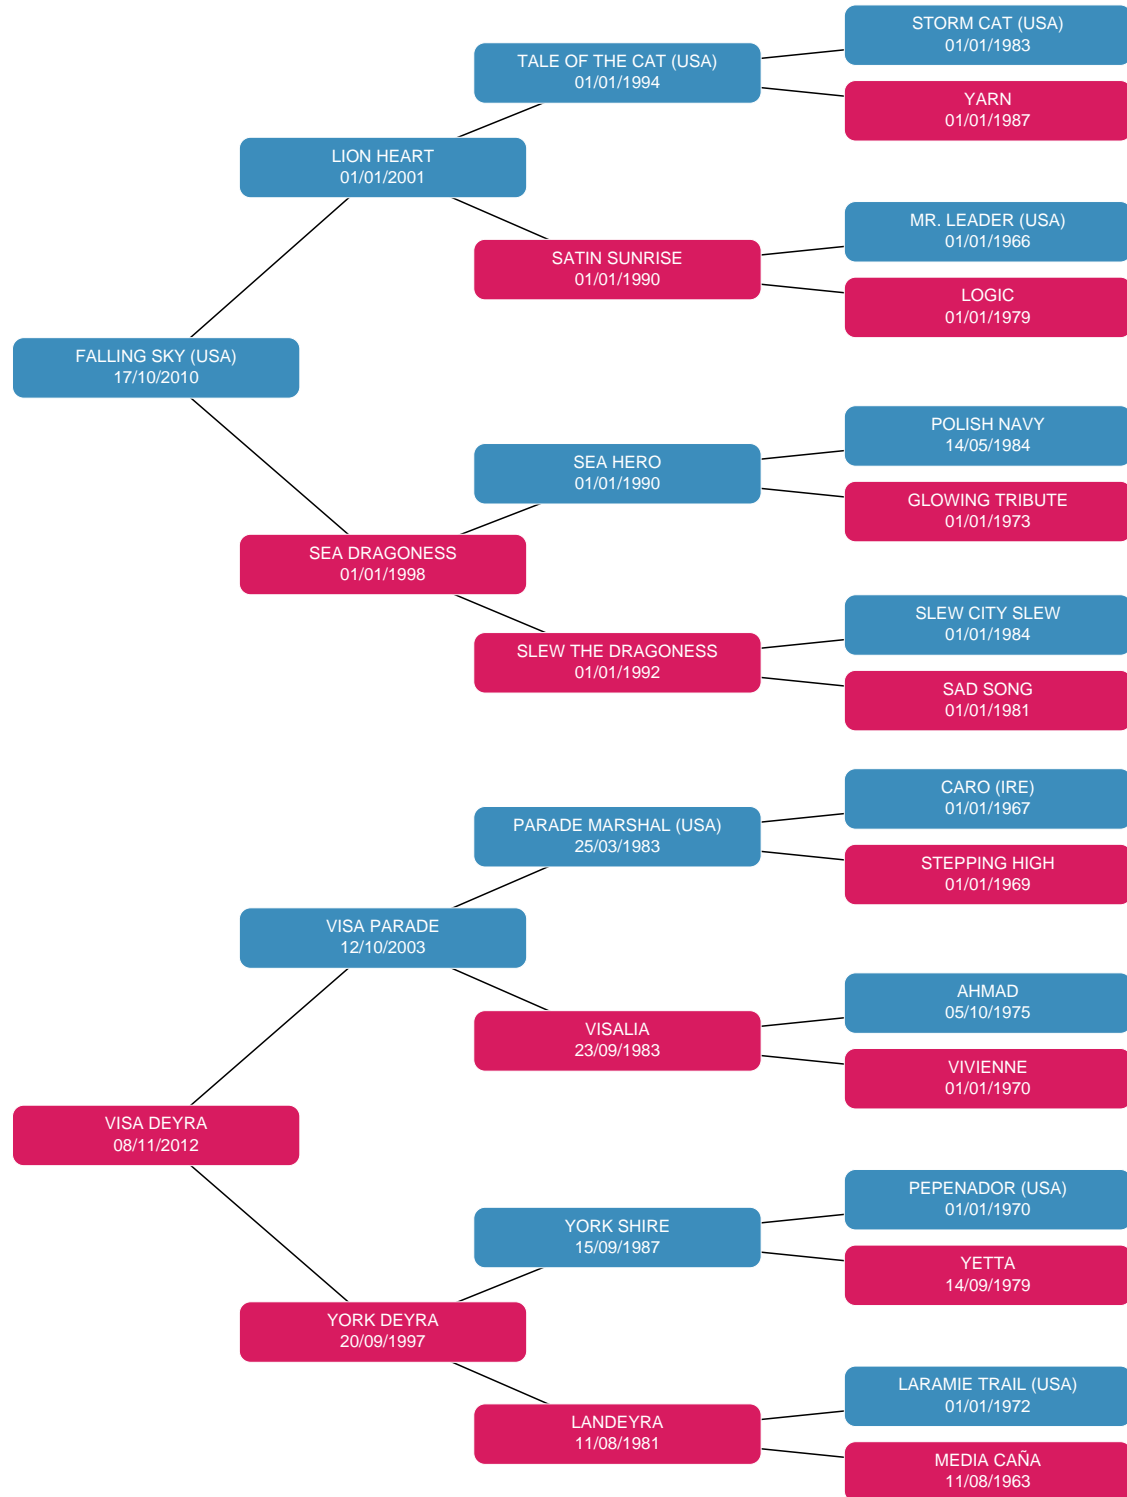 STORM CAT (USA)
01/01/1983
TALE OF THE CAT (USA)
01/01/1994
YARN
01/01/1987
LION HEART
01/01/2001
MR. LEADER (USA)
01/01/1966
SATIN SUNRISE
01/01/1990
LOGIC
01/01/1979
FALLING SKY (USA)
17/10/2010
POLISH NAVY
14/05/1984
SEA HERO
01/01/1990
GLOWING TRIBUTE
01/01/1973
SEA DRAGONESS
01/01/1998
SLEW CITY SLEW
01/01/1984
SLEW THE DRAGONESS
01/01/1992
SAD SONG
01/01/1981
CARO (IRE)
01/01/1967
PARADE MARSHAL (USA)
25/03/1983
STEPPING HIGH
01/01/1969
VISA PARADE
12/10/2003
AHMAD
05/10/1975
VISALIA
23/09/1983
VIVIENNE
01/01/1970
VISA DEYRA
08/11/2012
PEPENADOR (USA)
01/01/1970
YORK SHIRE
15/09/1987
YETTA
14/09/1979
YORK DEYRA
20/09/1997
LARAMIE TRAIL (USA)
01/01/1972
LANDEYRA
11/08/1981
MEDIA CAÑA
11/08/1963